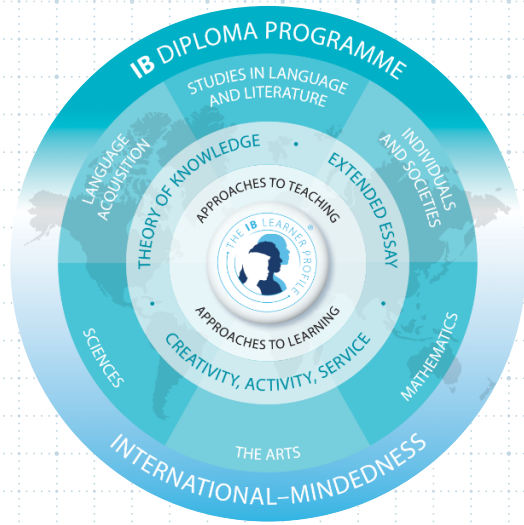 IB DIPLOMA PROGRAMME
STUDIES IN LANGUAGE
AND LITERATURE
LANGUAGE
ACQUISITION
INDIVIDUALS
AND SOCIETIES
THEORY OF KNOWLEDGE
EXTENDED ESSAY
APPROACHES TO TEACHING
THE IB LEARNER PROFILE
®
APPROACHES TO LEARNING
CREATIVITY, ACTIVITY, SERVICE
SCIENCES
MATHEMATICS
THE ARTS
INTERNATIONAL–MINDEDNESS